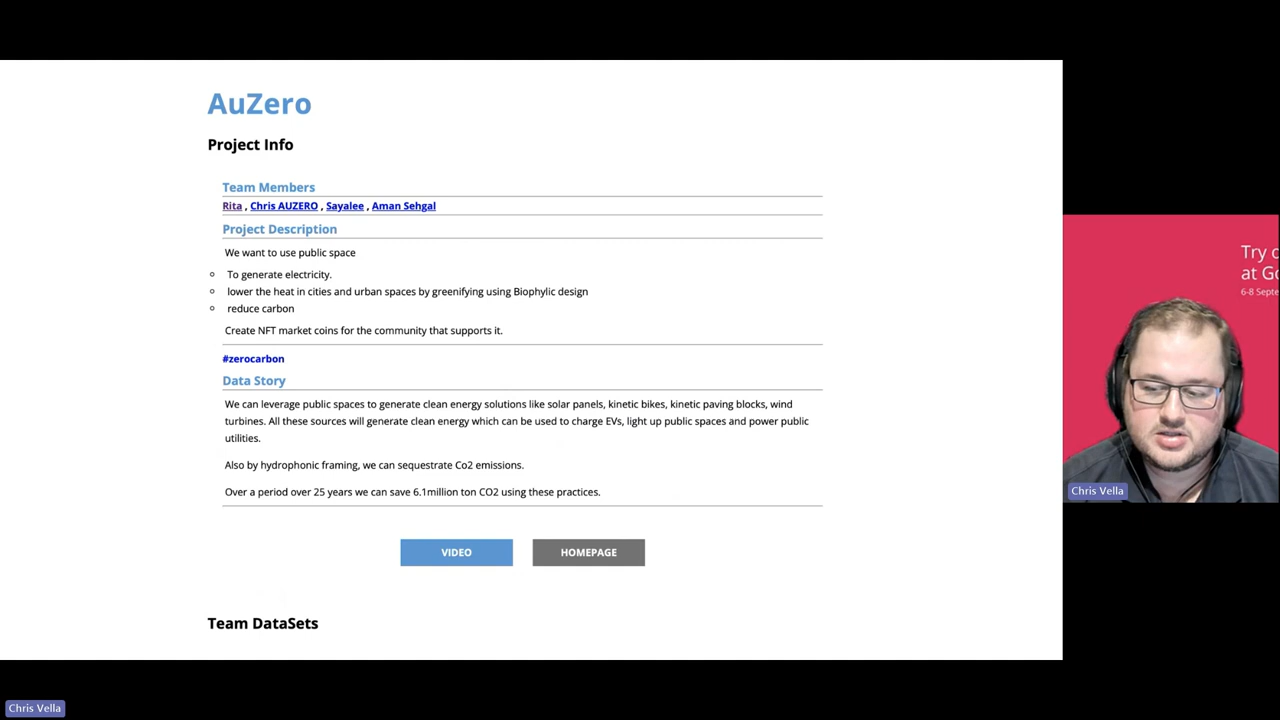 AuZero
Project Info
Team Members
Rita , Chris AUZERO , Sayalee , Aman Sehgal
Project Description
We want to use public space
To generate electricity.
lower the heat in cities and urban spaces by greenifying using Biophylic design
reduce carbon
Create NFT market coins for the community that supports it.
#zerocarbon
Data Story
We can leverage public spaces to generate clean energy solutions like solar panels, kinetic bikes, kinetic paving blocks, wind
turbines. All these sources will generate clean energy which can be used to charge EVs, light up public spaces and power public
utilities.
Also by hydrophonic framing, we can sequestrate Co2 emissions.
Over a period over 25 years we can save 6.1million ton CO2 using these practices.
VIDEO
HOMEPAGE
Team DataSets
Try
at
6-8
Chris Vella
Chris Vella